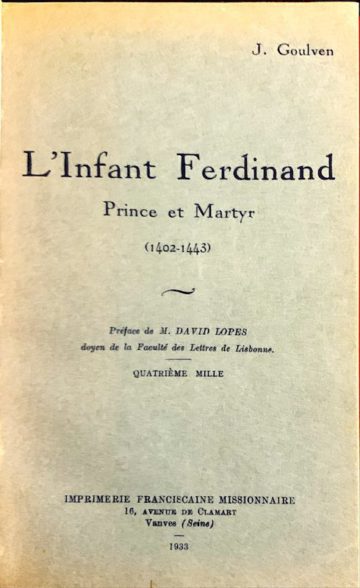 J. Goulven
L'Infant Ferdinand
Prince et Martyr
(1402-1443)
Préface de M. DAVID LOPES
doyen de la Faculté des Lettres de Lisbonne.
QUATRIÈME MILLE
IMPRIMERIE FRANCISCAINE MISSIONNAIRE
16, AVENUE DE CLAMART
Vanves (Seine)
1933